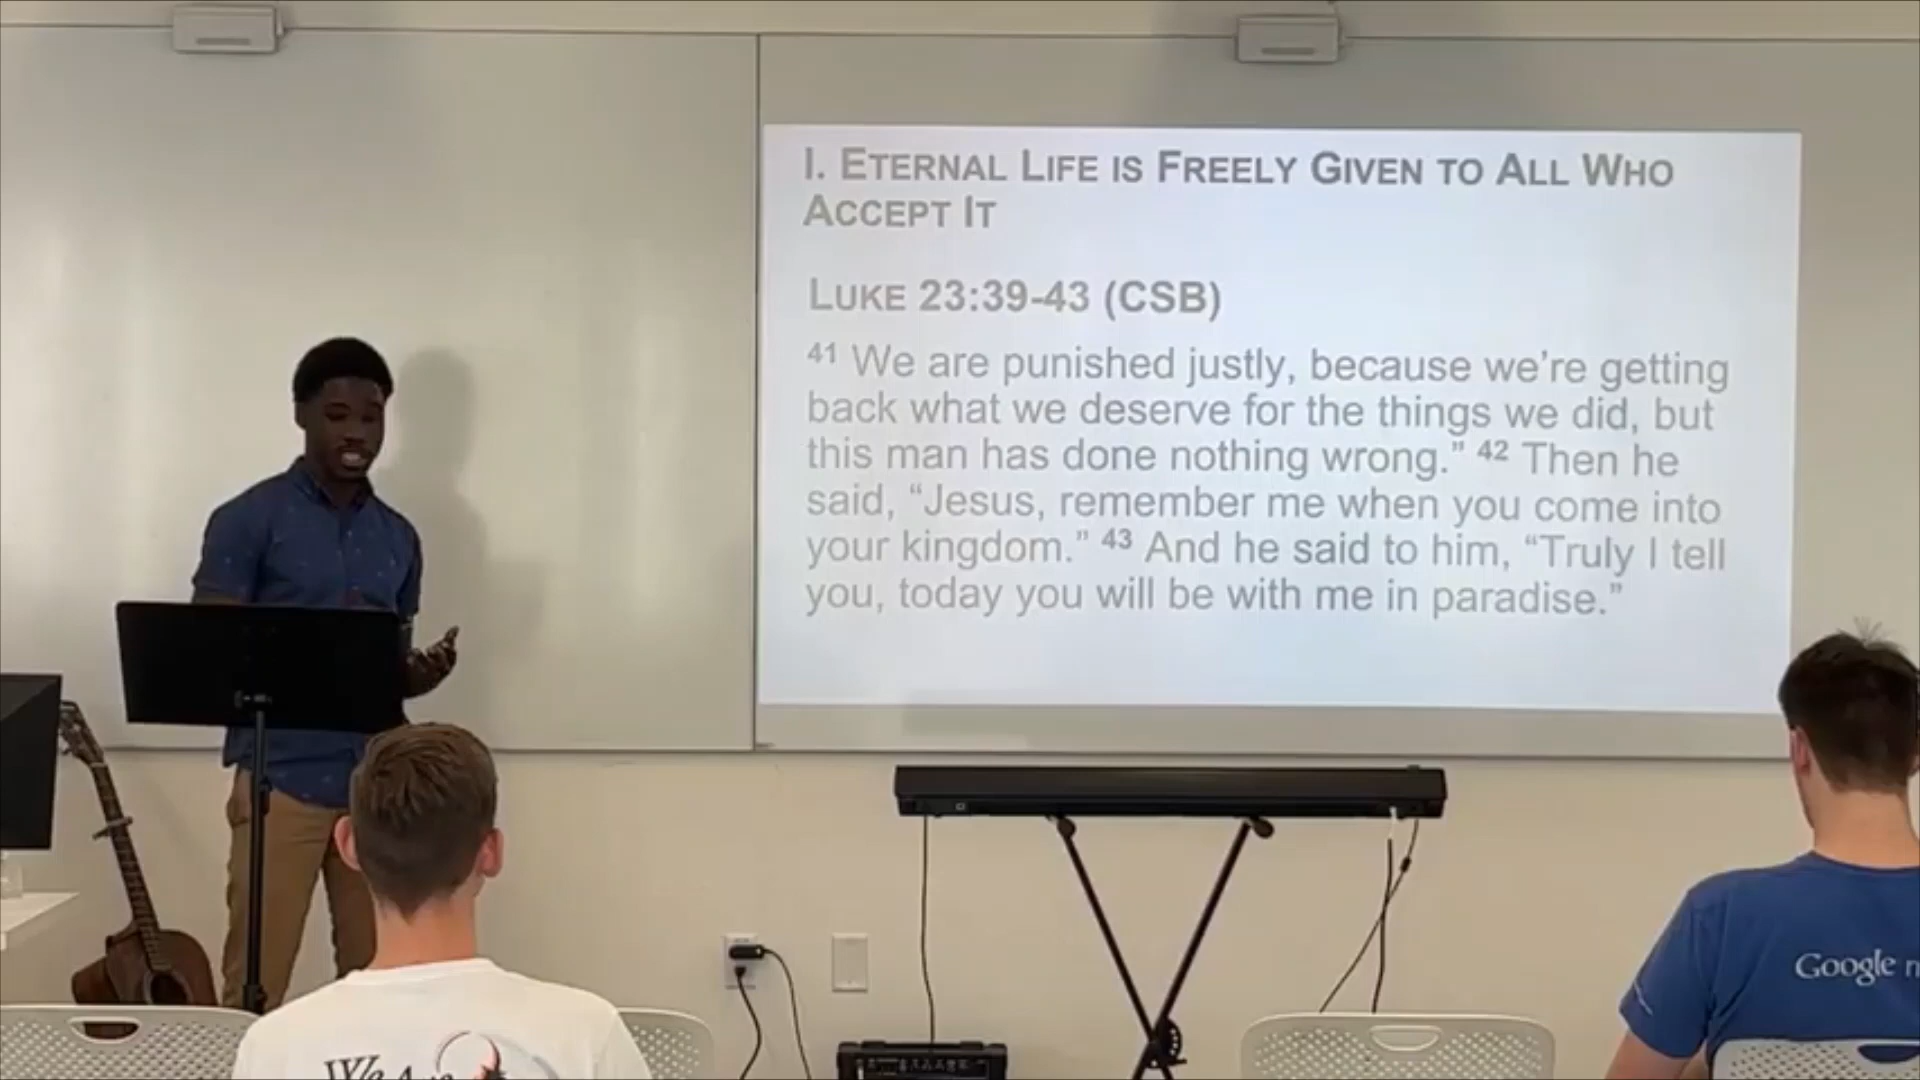 I. ETERNAL LIFE IS FREELY GIVEN TO ALL WHO
ACCEPT IT
LUKE 23:39-43 (CSB)
41 We are punished justly, because we’re getting
back what we deserve for the things we did, but
this man has done nothing wrong.” 42 Then he
said, “Jesus, remember me when you come into
your kingdom.” 43 And he said to him, “Truly I tell
you, today you will be with me in paradise.”
Google
We Are